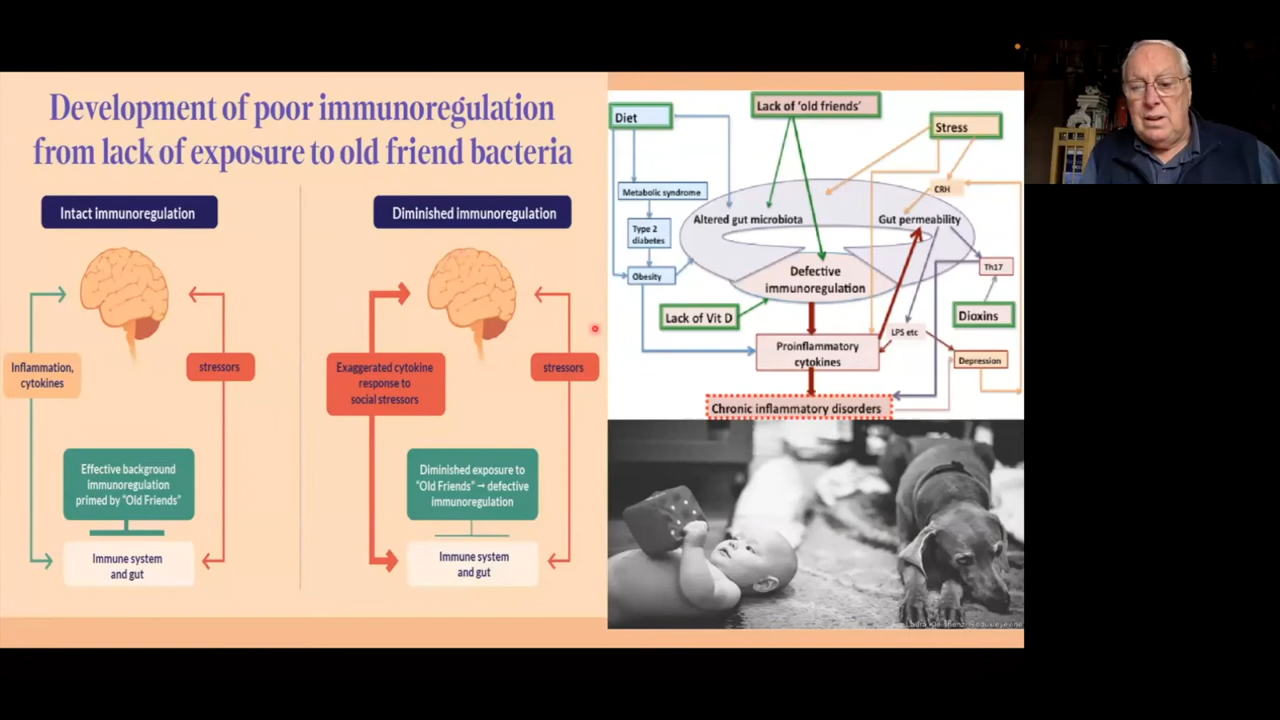 Development of poor immunoregulation
from lack of exposure to old friend bacteria
Intact immunoregulation
Inflammation,
cytokines
stressors
Effective background
immunoregulation
primed by “Old Friends”
Immune system
and gut
Diminished immunoregulation
Exaggerated cytokine
response to
social stressors
stressors
Diminished exposure to
“Old Friends” → defective
immunoregulation
Immune system
and gut
Diet
Lack of ‘old friends’
Stress
Metabolic syndrome
CRH
Altered gut microbiota
Gut permeability
Type 2
diabetes
Obesity
Defective
immunoregulation
Th17
Lack of Vit D
Dioxins
LPS etc
Proinflammatory
cytokines
Depression
Chronic inflammatory disorders